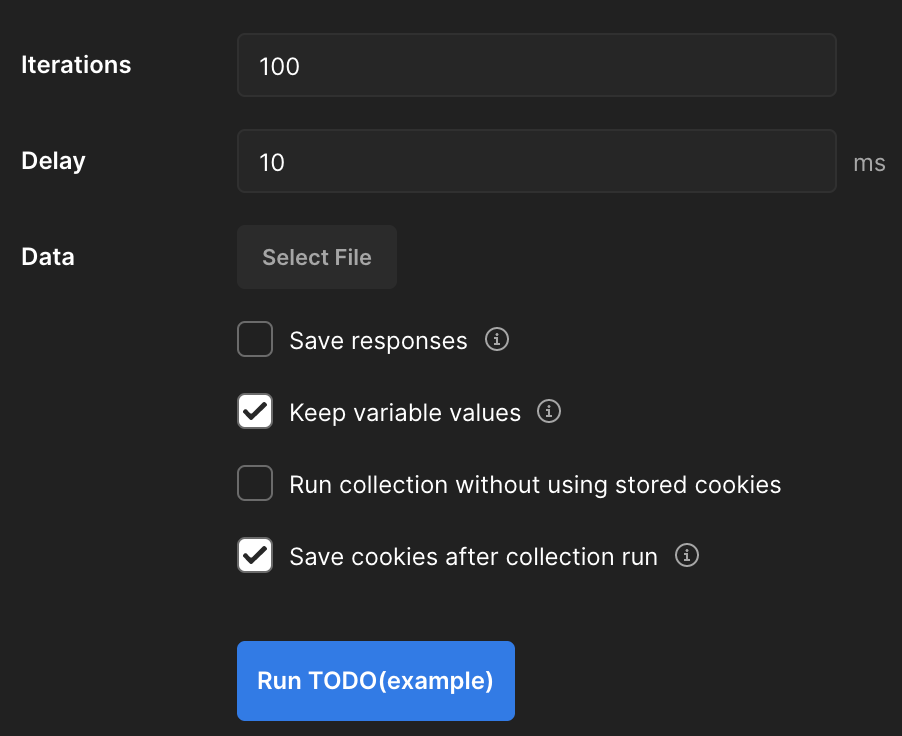 Iterations 100
Delay 10 ms
Data Select File
Save responses
Keep variable values
Run collection without using stored cookies
Save cookies after collection run
Run TODO(example)